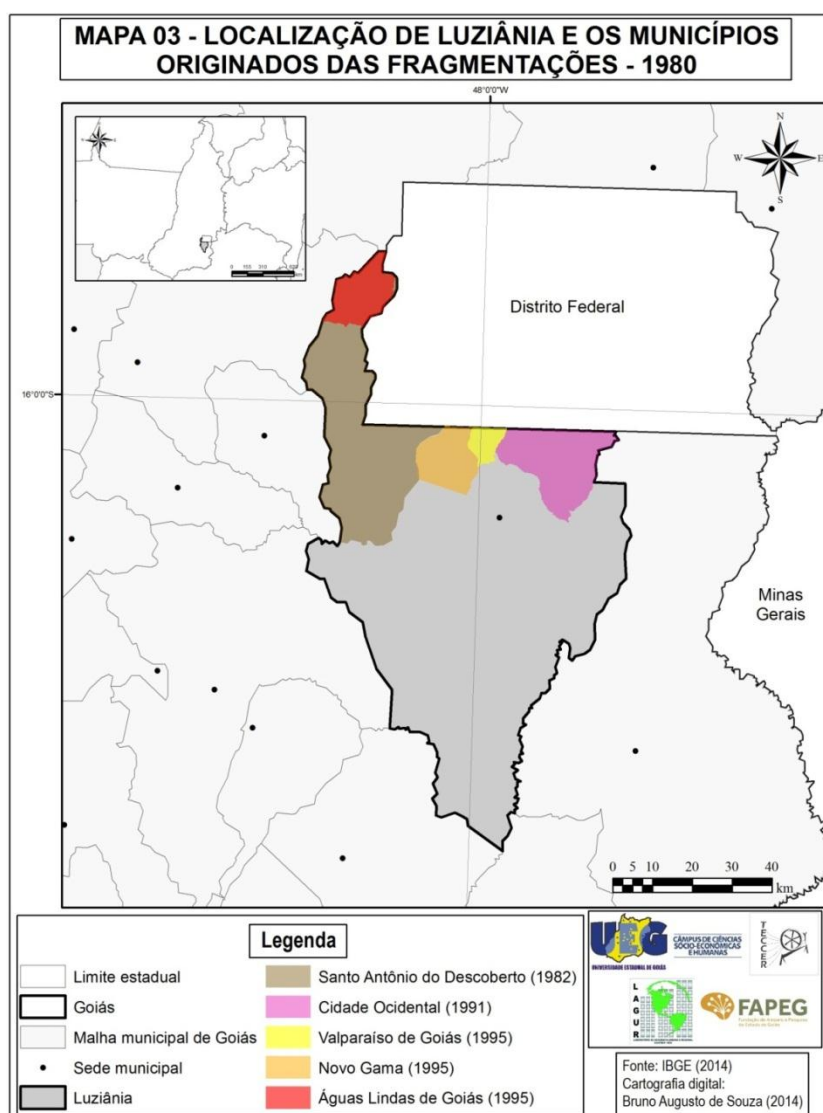 MAPA 03 - LOCALIZAÇÃO DE LUZIÂNIA E OS MUNICÍPIOS
ORIGINADOS DAS FRAGMENTAÇÕES - 1980
48°0'0"W
N
W
E
S
Distrito Federal
16°0'0"S
Minas
Gerais
0 5 10 20 30 40
km
Legenda
Limite estadual
Goiás
Malha municipal de Goiás
Sede municipal
Luziânia
Santo Antônio do Descoberto (1982)
Cidade Ocidental (1991)
Valparaíso de Goiás (1995)
Novo Gama (1995)
Águas Lindas de Goiás (1995)
UEG
UNIVERSIDADE ESTADUAL DE GOIÁS
CÂMPUS DE CIÊNCIAS
SÓCIO-ECONÔMICAS
E HUMANAS
TECCER
LAGUR
FAPEG
Fonte: IBGE (2014)
Cartografia digital:
Bruno Augusto de Souza (2014)